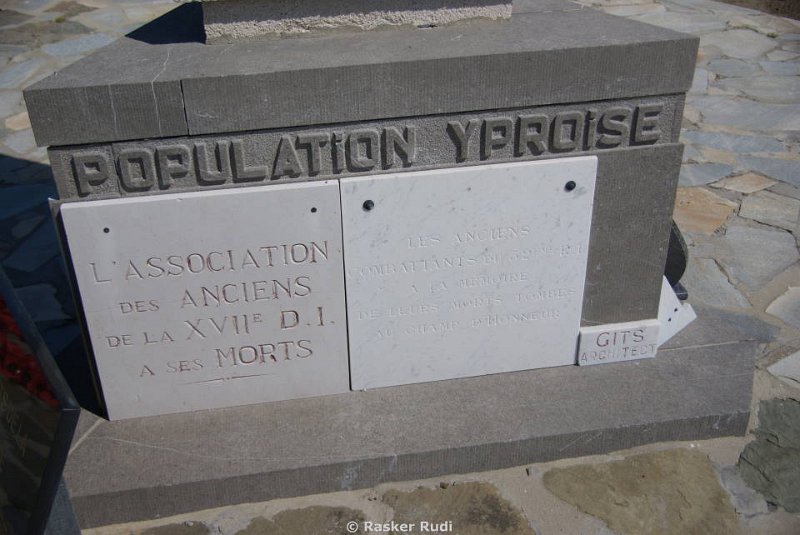 POPULATION YPROISE
L'ASSOCIATION
DES ANCIENS
DE LA XVIIE D.I.
A SES MORTS
LES ANCIENS
COMBATTANTS DU 32me R.I
A LA MEMOIRE
DE LEURS MORTS TOMBES
AU CHAMP D'HONNEUR
GITS
ARCHITECT
© Rasker Rudi